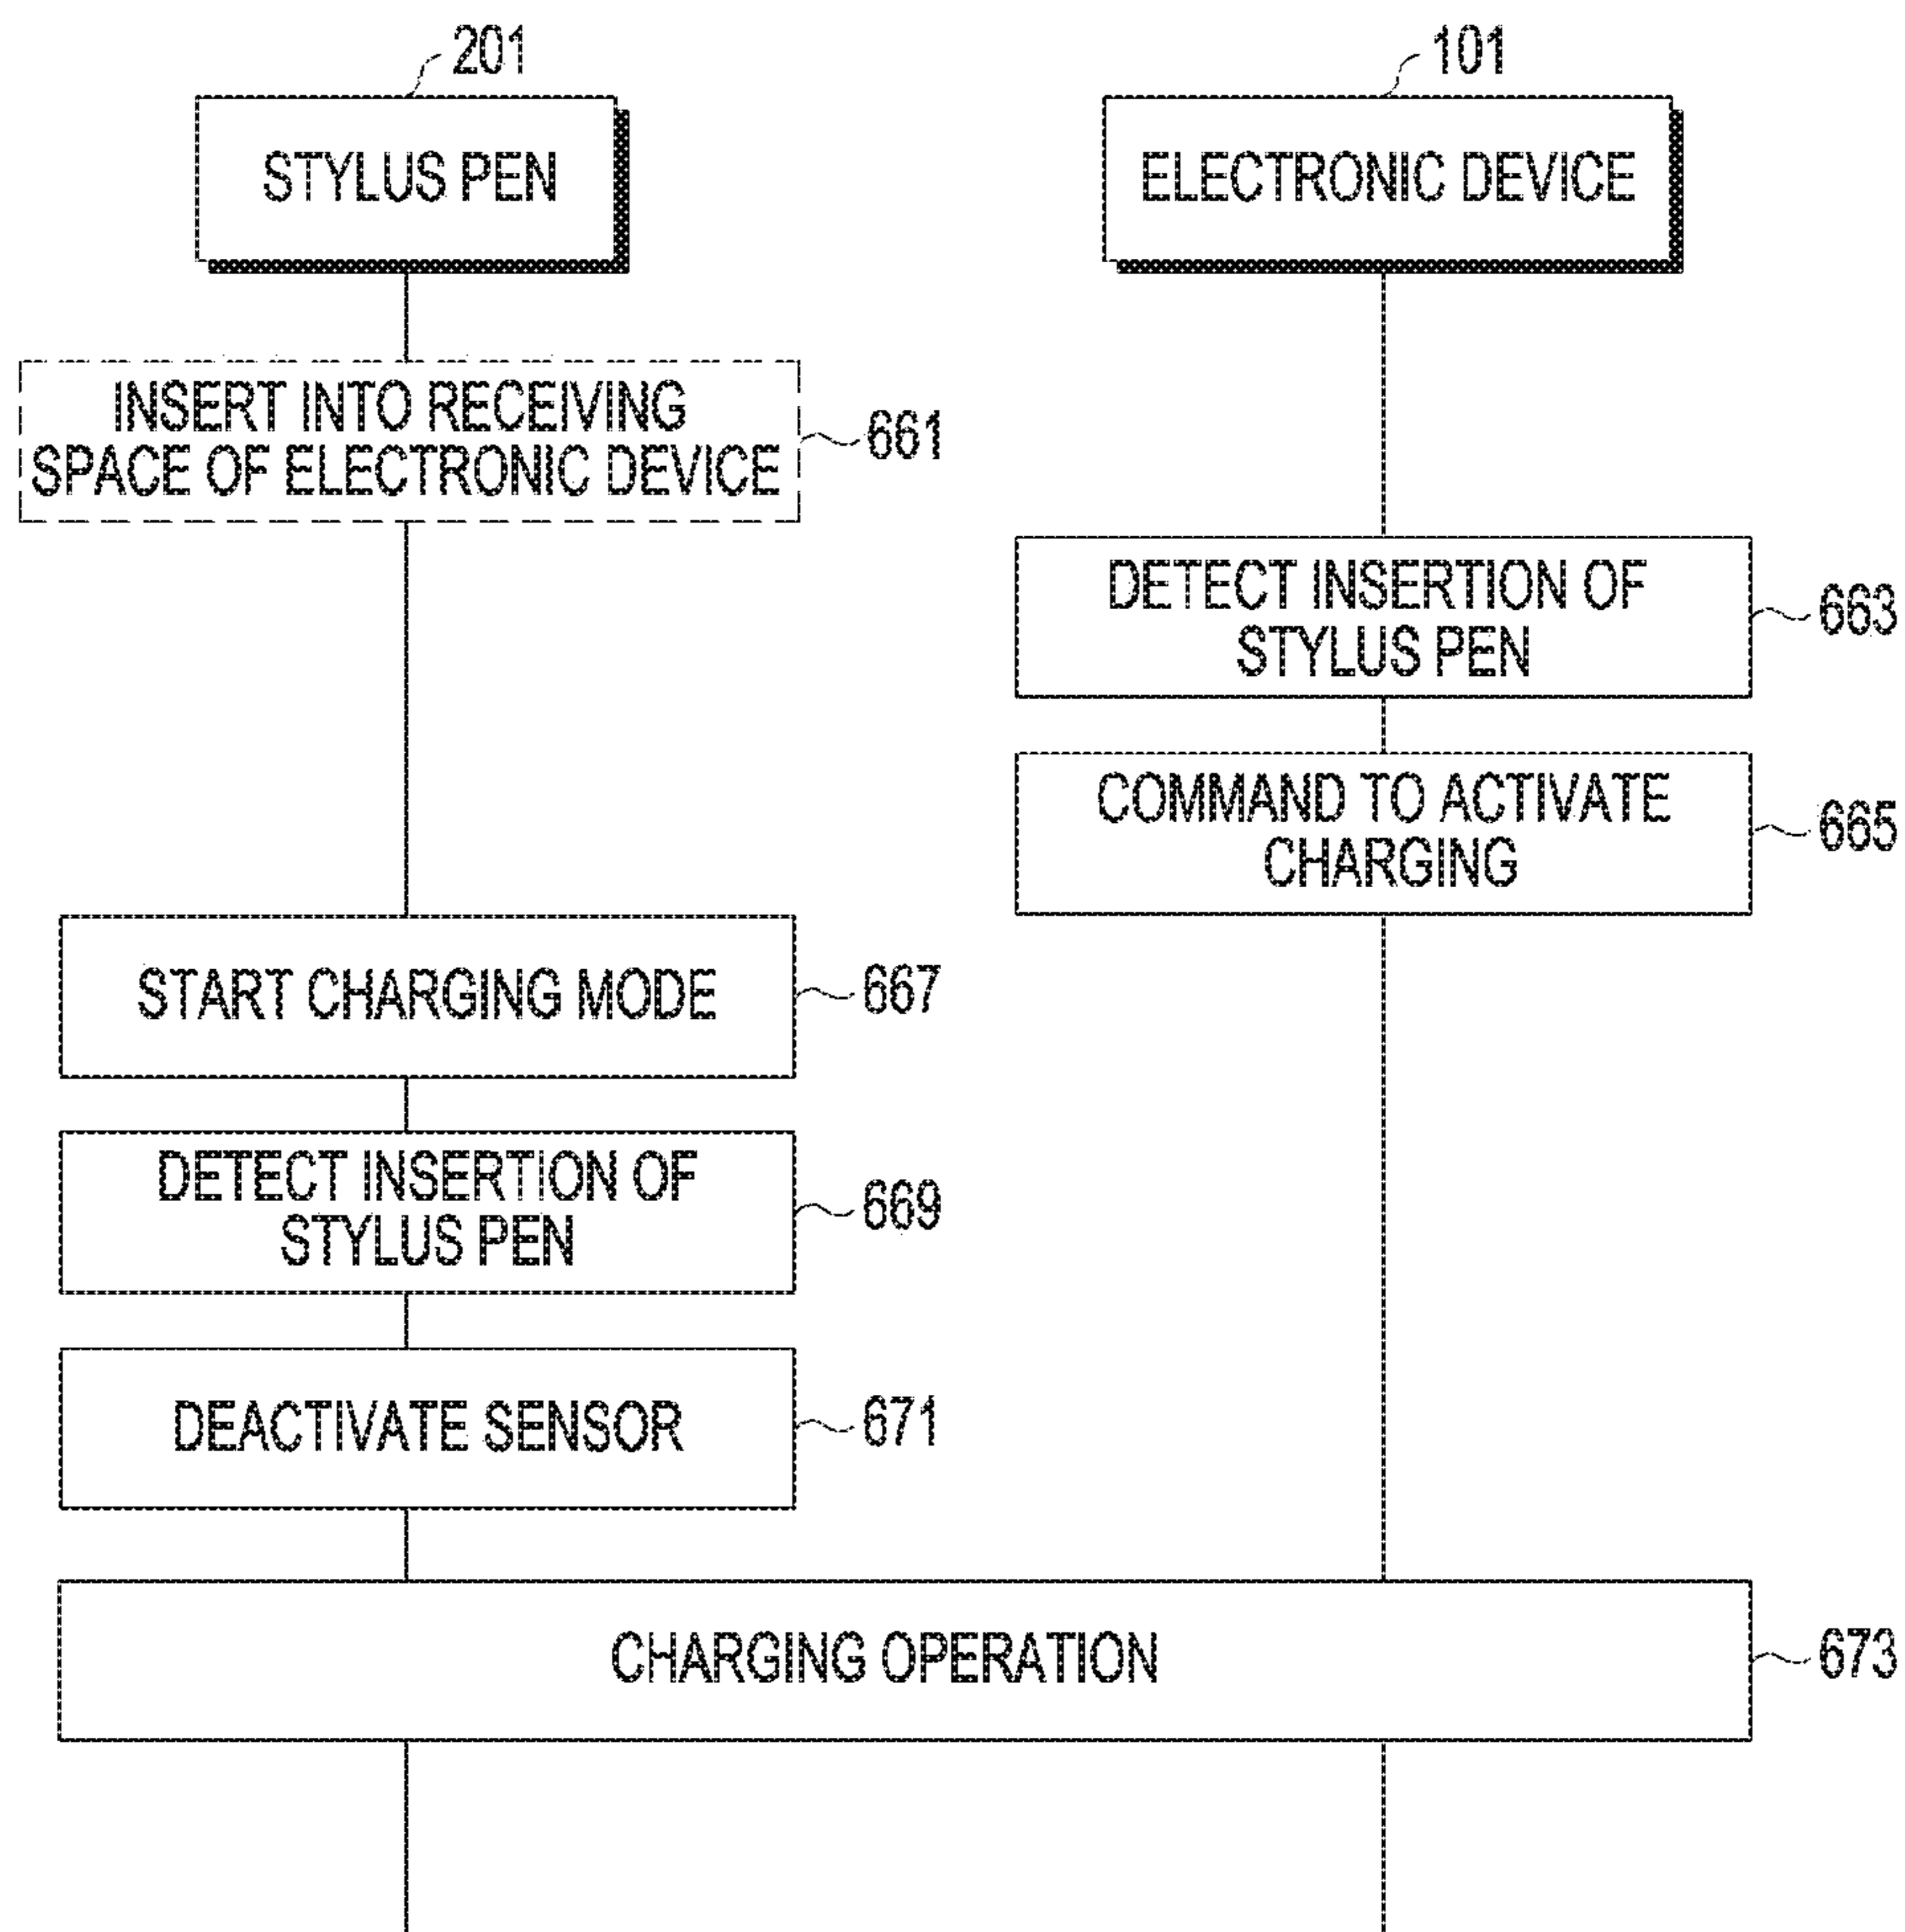 201
101
STYLUS PEN
ELECTRONIC DEVICE
INSERT INTO RECEIVING
SPACE OF ELECTRONIC DEVICE
661
DETECT INSERTION OF
STYLUS PEN
663
COMMAND TO ACTIVATE
CHARGING
665
START CHARGING MODE
667
DETECT INSERTION OF
STYLUS PEN
669
DEACTIVATE SENSOR
671
CHARGING OPERATION
673